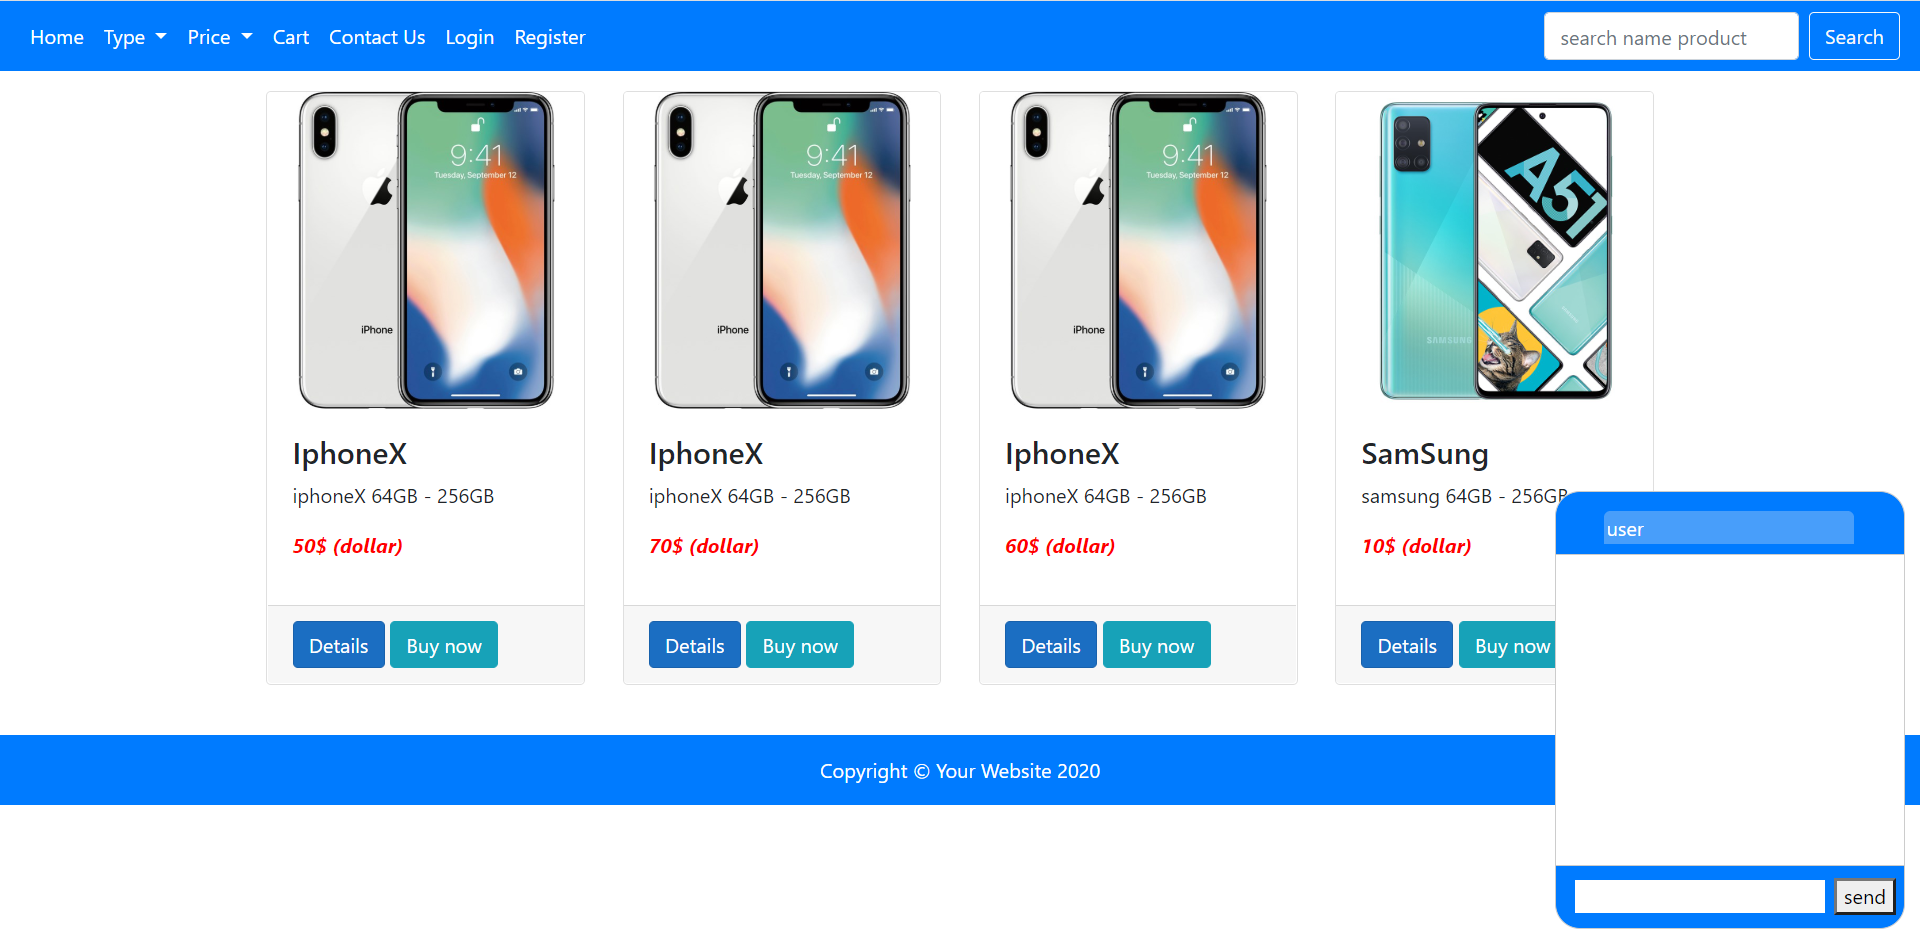 Home Type Price Cart Contact Us Login Register search name product Search
9:41
Tuesday, September 12
iPhone
9:41
Tuesday, September 12
iPhone
9:41
Tuesday, September 12
iPhone
A51
SAMSUNG
IphoneX
iphoneX 64GB - 256GB
50$ (dollar)
Details Buy now
IphoneX
iphoneX 64GB - 256GB
70$ (dollar)
Details Buy now
IphoneX
iphoneX 64GB - 256GB
60$ (dollar)
Details Buy now
SamSung
samsung 64GB - 256GB
10$ (dollar)
Details Buy now
user
send
Copyright © Your Website 2020